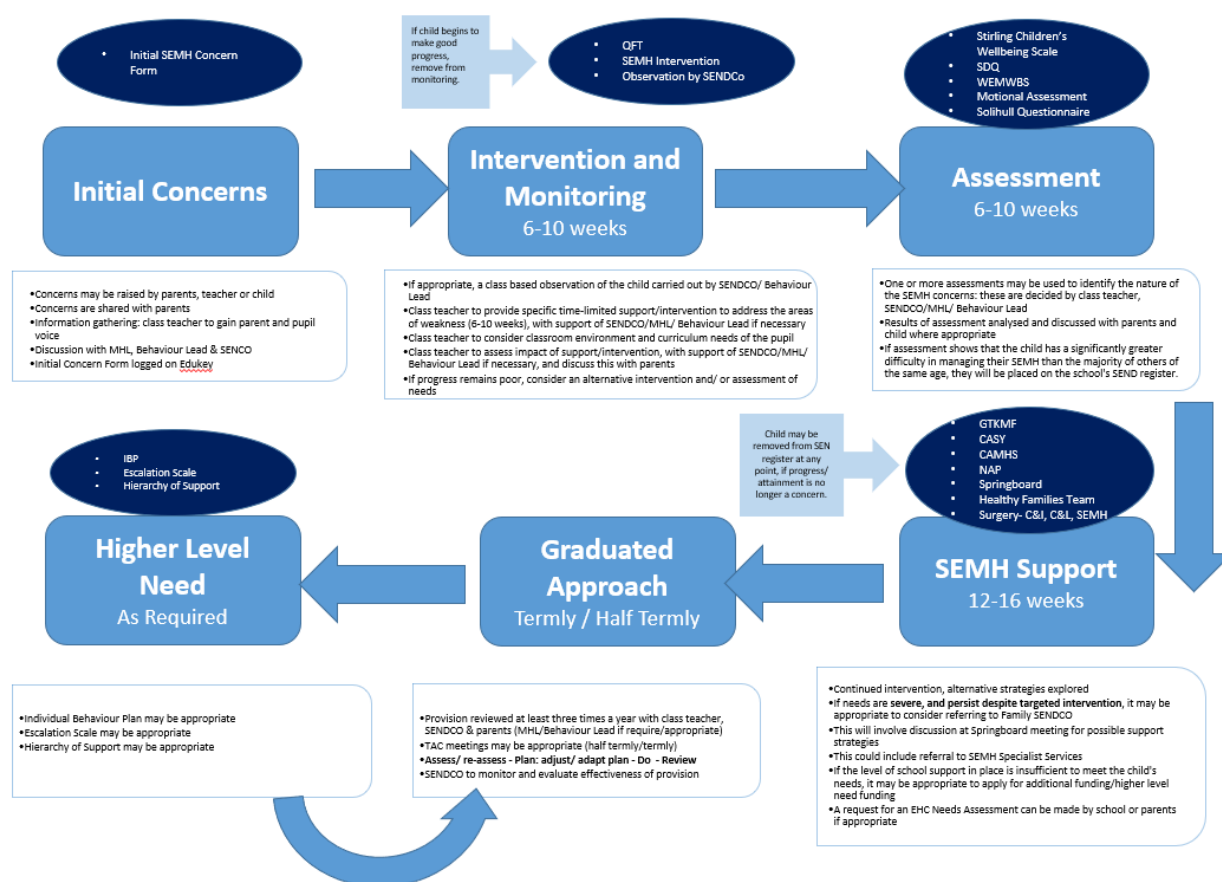 • Initial SEMH Concern
Form
Initial Concerns
•Concerns may be raised by parents, teacher or child
•Concerns are shared with parents
•Information gathering: class teacher to gain parent and pupil
voice
•Discussion with MHL, Behaviour Lead & SENCO
•Initial Concern Form logged on Edukey
If child begins to
make good
progress,
remove from
monitoring.
• QFT
• SEMH Intervention
• Observation by SENDCo
Intervention and
Monitoring
6-10 weeks
•If appropriate, a class based observation of the child carried out by SENDCO/ Behaviour
Lead
•Class teacher to provide specific time-limited support/intervention to address the areas
of weakness (6-10 weeks), with support of SENDCO/MHL/ Behaviour Lead if necessary
•Class teacher to consider classroom environment and curriculum needs of the pupil
•Class teacher to assess impact of support/intervention, with support of SENDCO/MHL/
Behaviour Lead if necessary, and discuss this with parents
•If progress remains poor, consider an alternative intervention and/ or assessment of
needs
• Stirling Children's
Wellbeing Scale
• SDQ
• WEMWBS
• Motional Assessment
• Solihull Questionnaire
Assessment
6-10 weeks
•One or more assessments may be used to identify the nature of
the SEMH concerns: these are decided by class teacher,
SENDCO/MHL/ Behaviour Lead
•Results of assessment analysed and discussed with parents and
child where appropriate
•If assessment shows that the child has a significantly greater
difficulty in managing their SEMH than the majority of others of
the same age, they will be placed on the school's SEND register.
Child may be
removed from SEN
register at any
point, if progress/
attainment is no
longer a concern.
• GTKMF
• CASY
• CAMHS
• NAP
• Springboard
• Healthy Families Team
• Surgery- C&I, C&L, SEMH
SEMH Support
12-16 weeks
•Continued intervention, alternative strategies explored
•If needs are severe, and persist despite targeted intervention, it may be
appropriate to consider referring to Family SENDCO
•This will involve discussion at Springboard meeting for possible support
strategies
•This could include referral to SEMH Specialist Services
•If the level of school support in place is insufficient to meet the child's
needs, it may be appropriate to apply for additional funding/higher level
need funding
•A request for an EHC Needs Assessment can be made by school or parents
if appropriate
Graduated
Approach
Termly / Half Termly
•Provision reviewed at least three times a year with class teacher,
SENDCO & parents (MHL/Behaviour Lead if require/appropriate)
•TAC meetings may be appropriate (half termly/termly)
•Assess/ re-assess - Plan: adjust/ adapt plan - Do - Review
•SENDCO to monitor and evaluate effectiveness of provision
• IBP
• Escalation Scale
• Hierarchy of Support
Higher Level
Need
As Required
•Individual Behaviour Plan may be appropriate
•Escalation Scale may be appropriate
•Hierarchy of Support may be appropriate